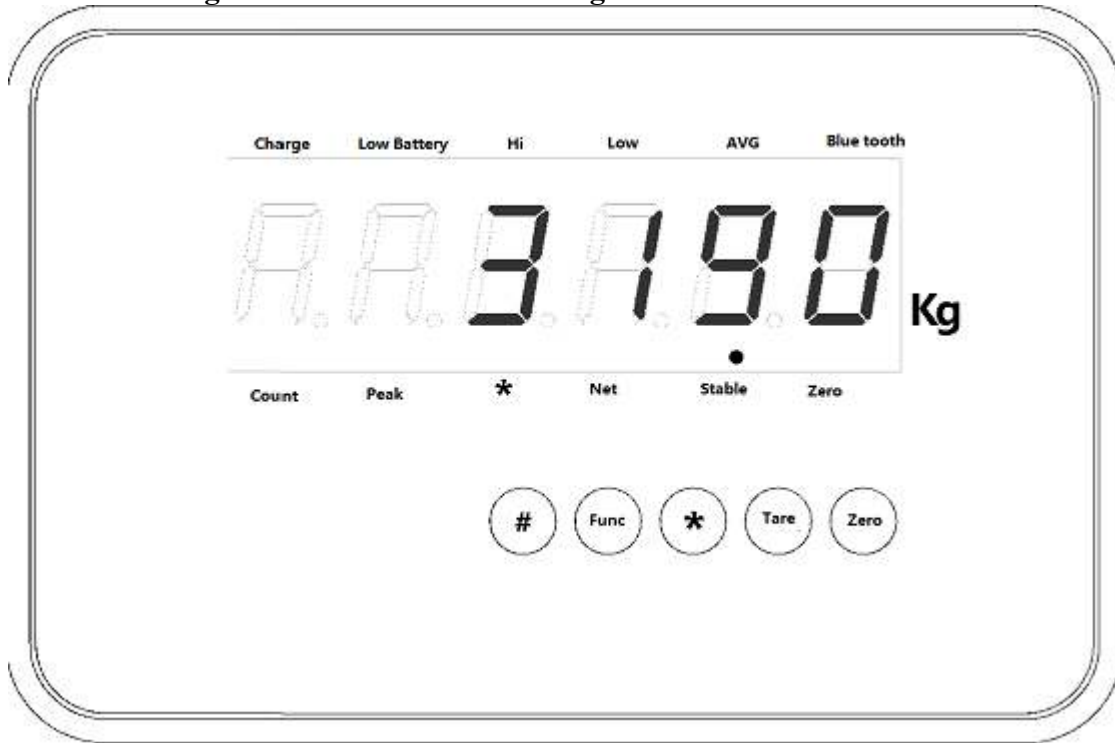 Charge Low Battery Hi Low AVG Blue tooth
3190 Kg
Count Peak * Net Stable Zero
# Func * Tare Zero